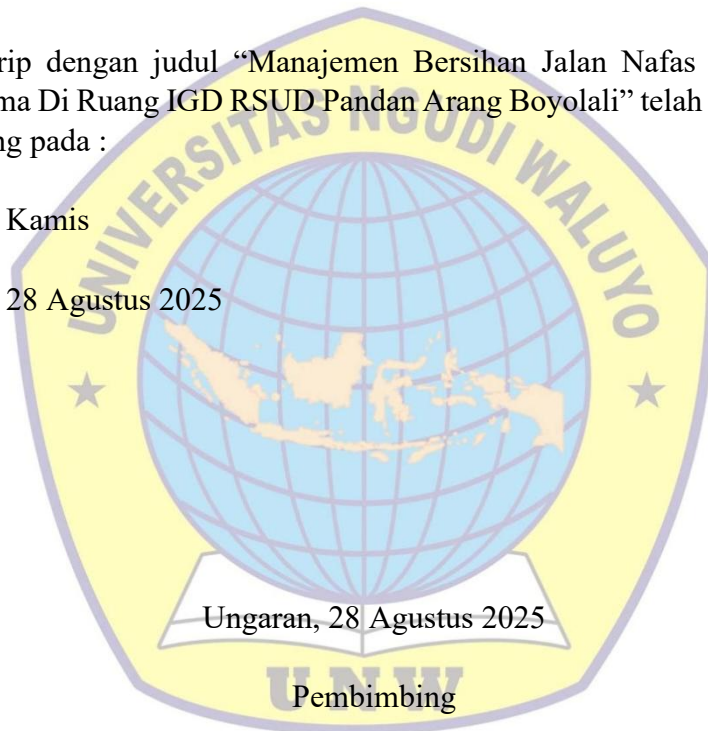 rip dengan judul “Manajemen Bersihan Jalan Nafas
ma Di Ruang IGD RSUD Pandan Arang Boyolali” telah
ng pada :
UNIVERSITAS NGUDI WALUYO
Kamis
28 Agustus 2025
Ungaran, 28 Agustus 2025
UNW
Pembimbing